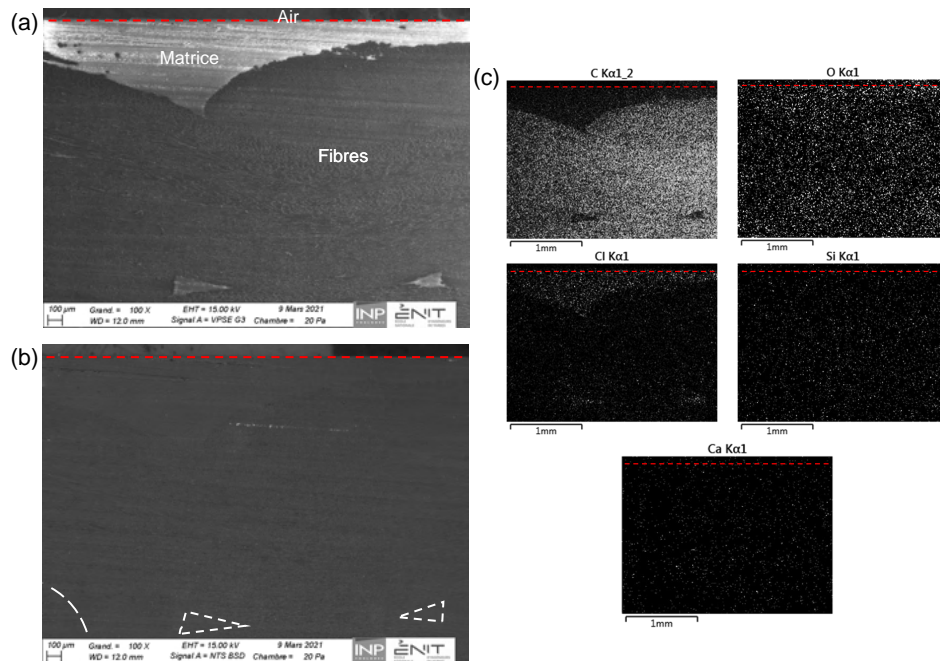 (a)
Air
Matrice
Fibres
100 µm
Grand. = 100 X
WD = 12.0 mm
EHT = 15.00 kV
Signal A = VPSE G3
9 Mars 2021
Chambre = 20 Pa
INP
ENIT
(b)
100 µm
Grand. = 100 X
WD = 12.0 mm
EHT = 15.00 kV
Signal A = NTS BSD
9 Mars 2021
Chambre = 20 Pa
INP
ENIT
(c)
C Kα1_2
1mm
O Kα1
1mm
Cl Kα1
1mm
Si Kα1
1mm
Ca Kα1
1mm